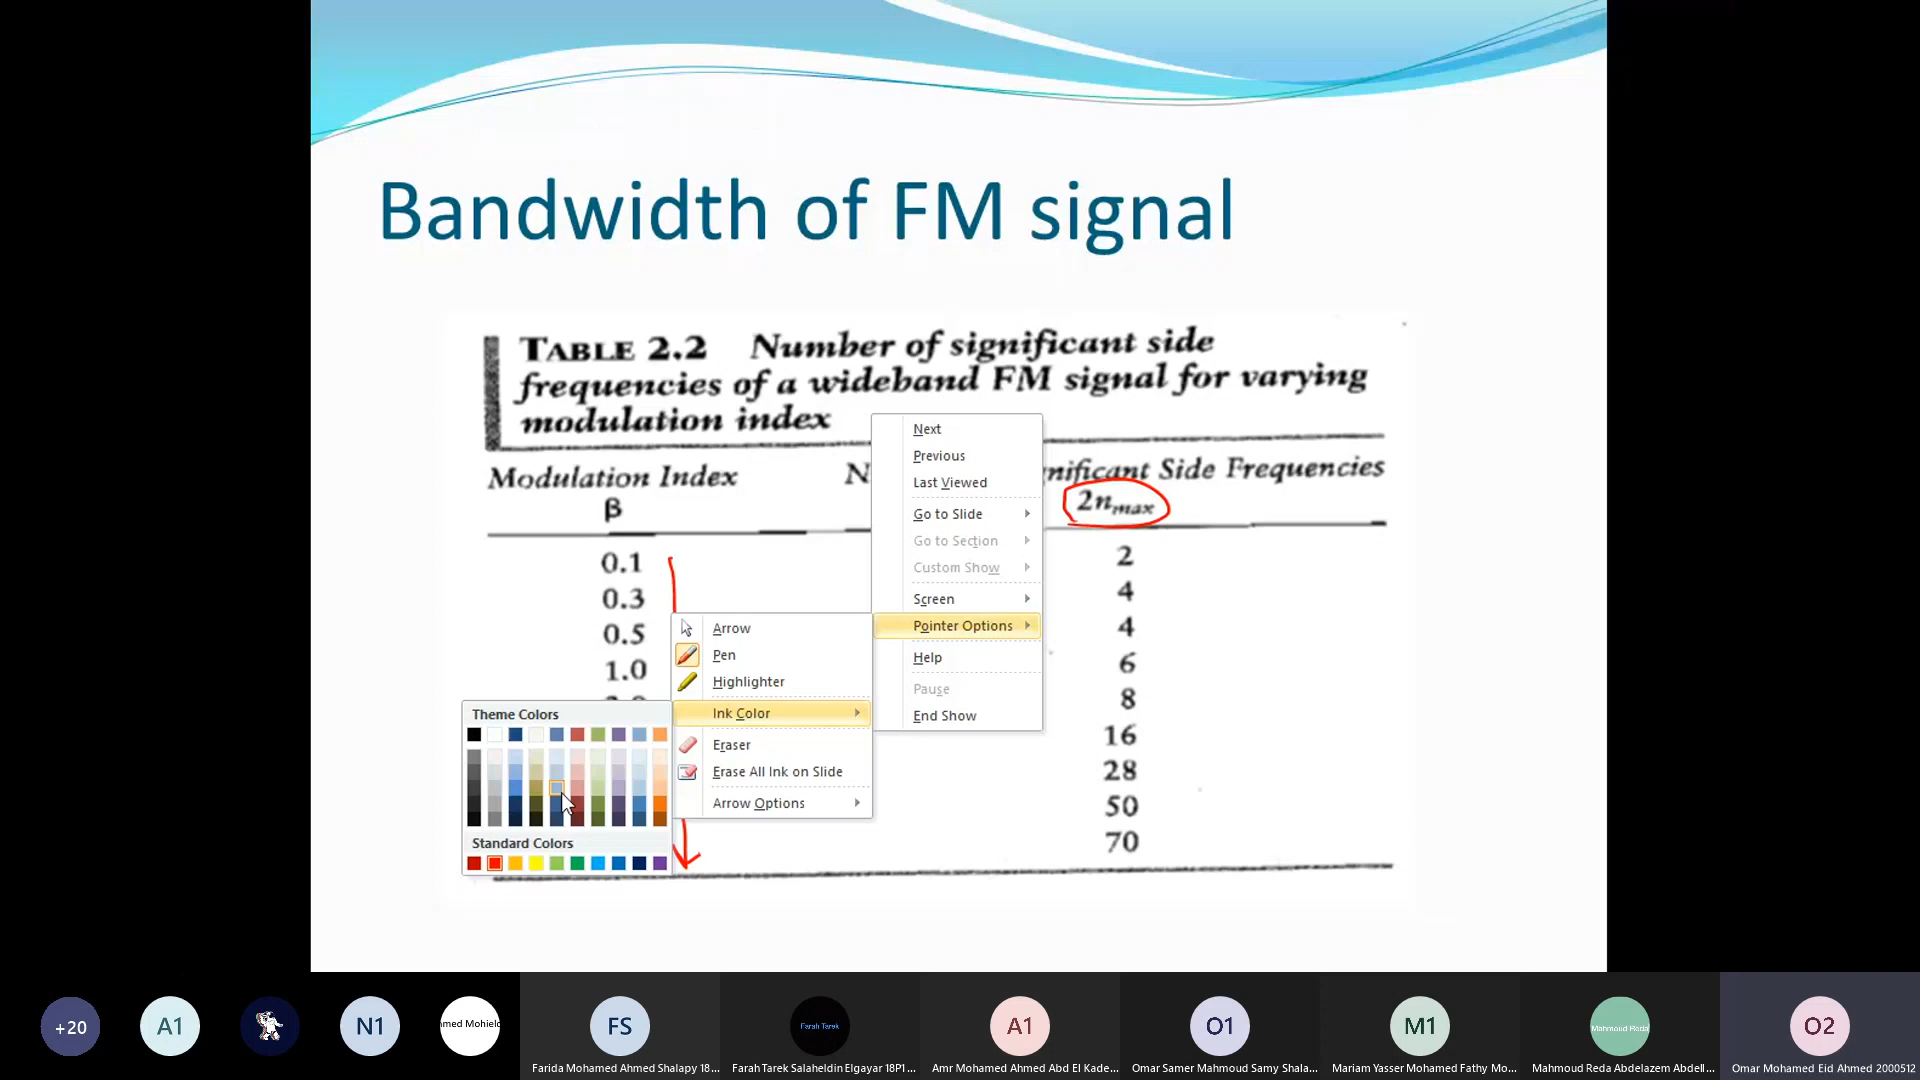 Bandwidth of FM signal
TABLE 2.2 Number of significant side
frequencies of a wideband FM signal for varying
modulation index
Modulation Index
Side Frequencies
β
2nmax
0.1
2
0.3
4
0.5
4
1.0
6
8
16
28
50
70
Next
Previous
Last Viewed
Go to Slide
Go to Section
Custom Show
Screen
Pointer Options
Help
Pause
End Show
Arrow
Pen
Highlighter
Ink Color
Eraser
Erase All Ink on Slide
Arrow Options
Theme Colors
Standard Colors
+20
A1
N1
FS
Farah Tarek
A1
O1
M1
Mahmoud Reda
O2
Farida Mohamed Ahmed Shalapy 18...
Farah Tarek Salaheldin Elgayar 18P1...
Amr Mohamed Ahmed Abd El Kade...
Omar Samer Mahmoud Samy Shala...
Mariam Yasser Mohamed Fathy Mo...
Mahmoud Reda Abdelazem Abdell...
Omar Mohamed Eid Ahmed 2000512